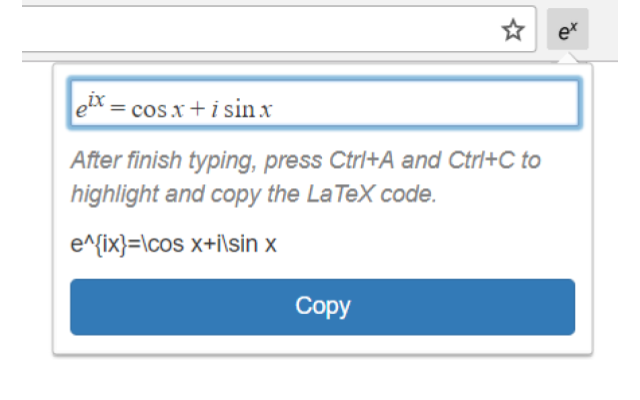 eˣ
e^{ix} = cos x + i sin x
After finish typing, press Ctrl+A and Ctrl+C to
highlight and copy the LaTeX code.
e^{ix}=\cos x+i\sin x
Copy